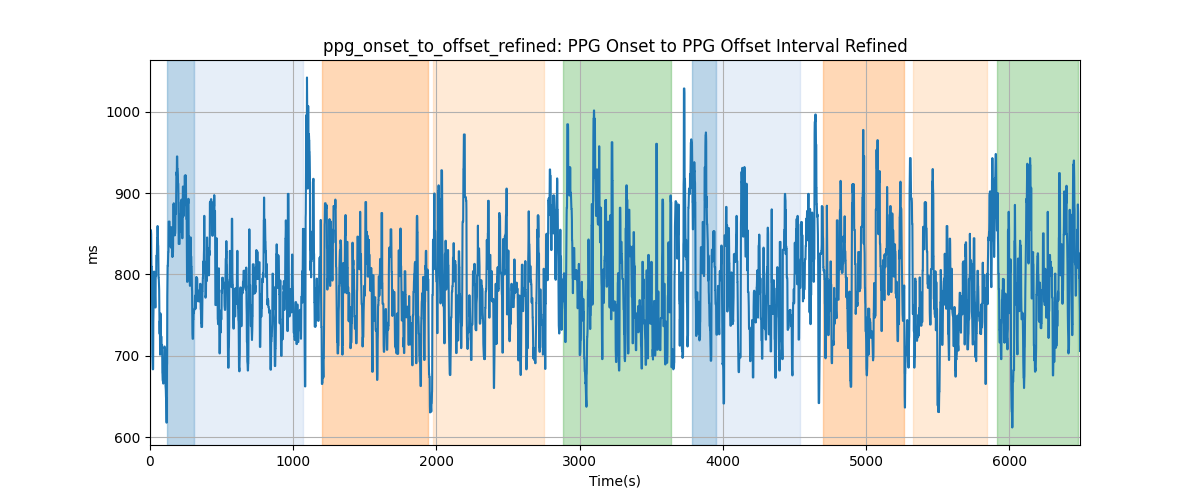 ppg_onset_to_offset_refined: PPG Onset to PPG Offset Interval Refined
ms
1000
900
800
700
600
0 1000 2000 3000 4000 5000 6000
Time(s)